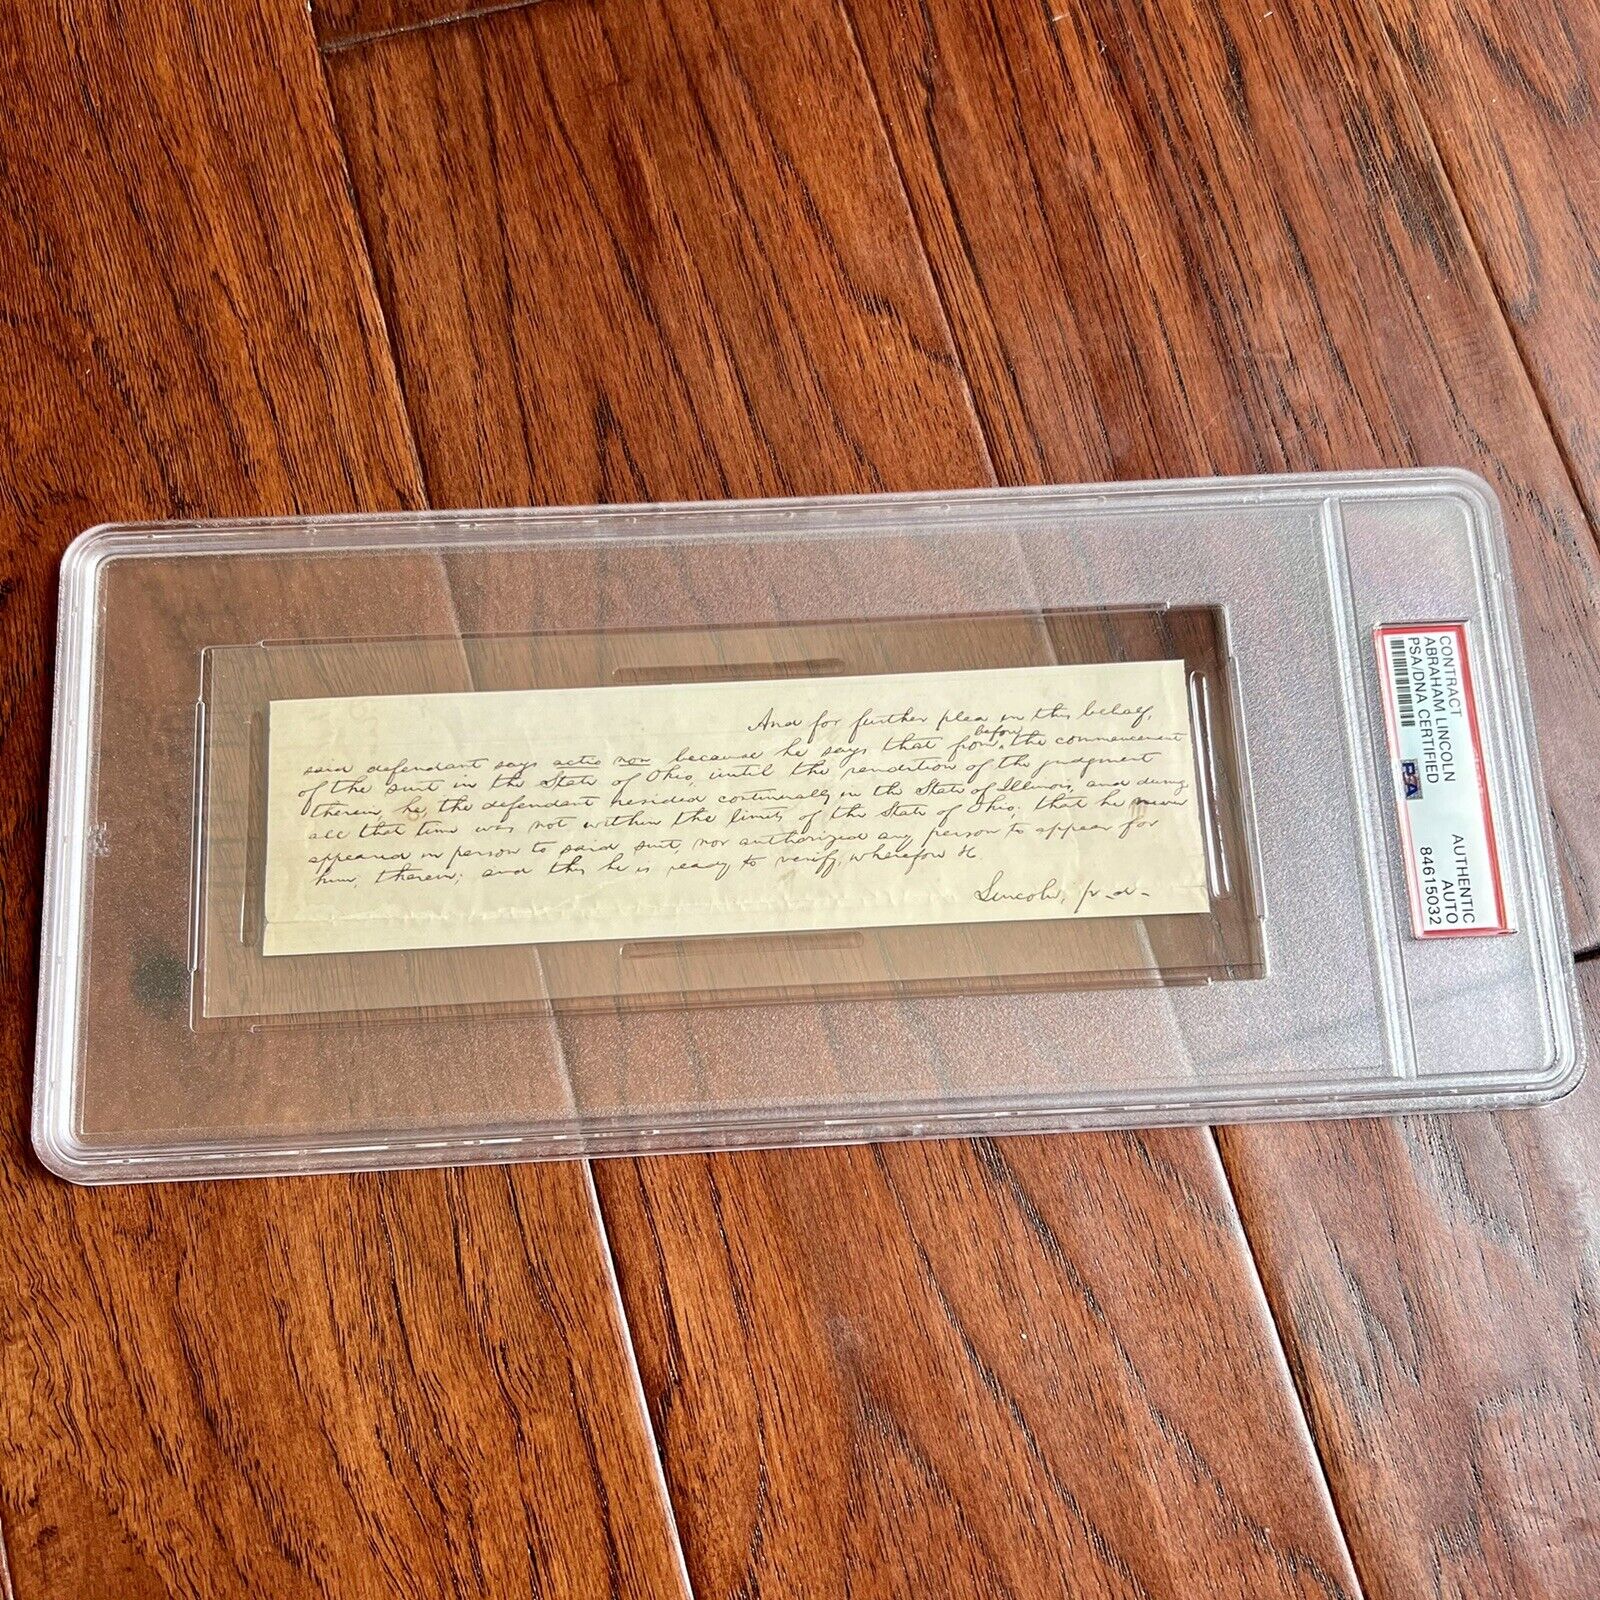 And for further plea in this behalf,
said defendant says actio non because he says that from before the commencement
of the suit in the State of Ohio, until the rendition of the judgment
therein, he, the defendant resided continually in the State of Illinois, and during
all that time was not within the limits of the State of Ohio; that he never
appeared in person to said suit, nor authorized any person to appear for
him, therein; and this he is ready to verify, wherefore &c
Lincoln, p. d.
CONTRACT
ABRAHAM LINCOLN
PSA/DNA CERTIFIED
PSA
AUTHENTIC
AUTO
84615032